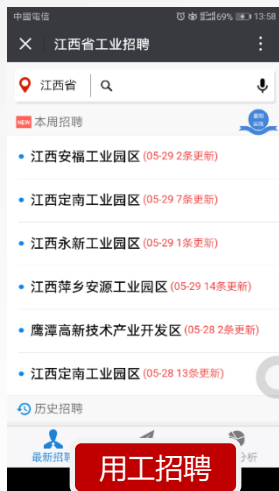 中國電信 69% 13:58
江西省工业招聘
江西省
NEW 本周招聘
江西安福工业园区 (05-29 2条更新)
江西定南工业园区 (05-29 7条更新)
江西永新工业园区 (05-29 1条更新)
江西萍乡安源工业园区 (05-29 14条更新)
鹰潭高新技术产业开发区 (05-28 2条更新)
江西定南工业园区 (05-28 13条更新)
历史招聘
最新招聘
分析
用工招聘